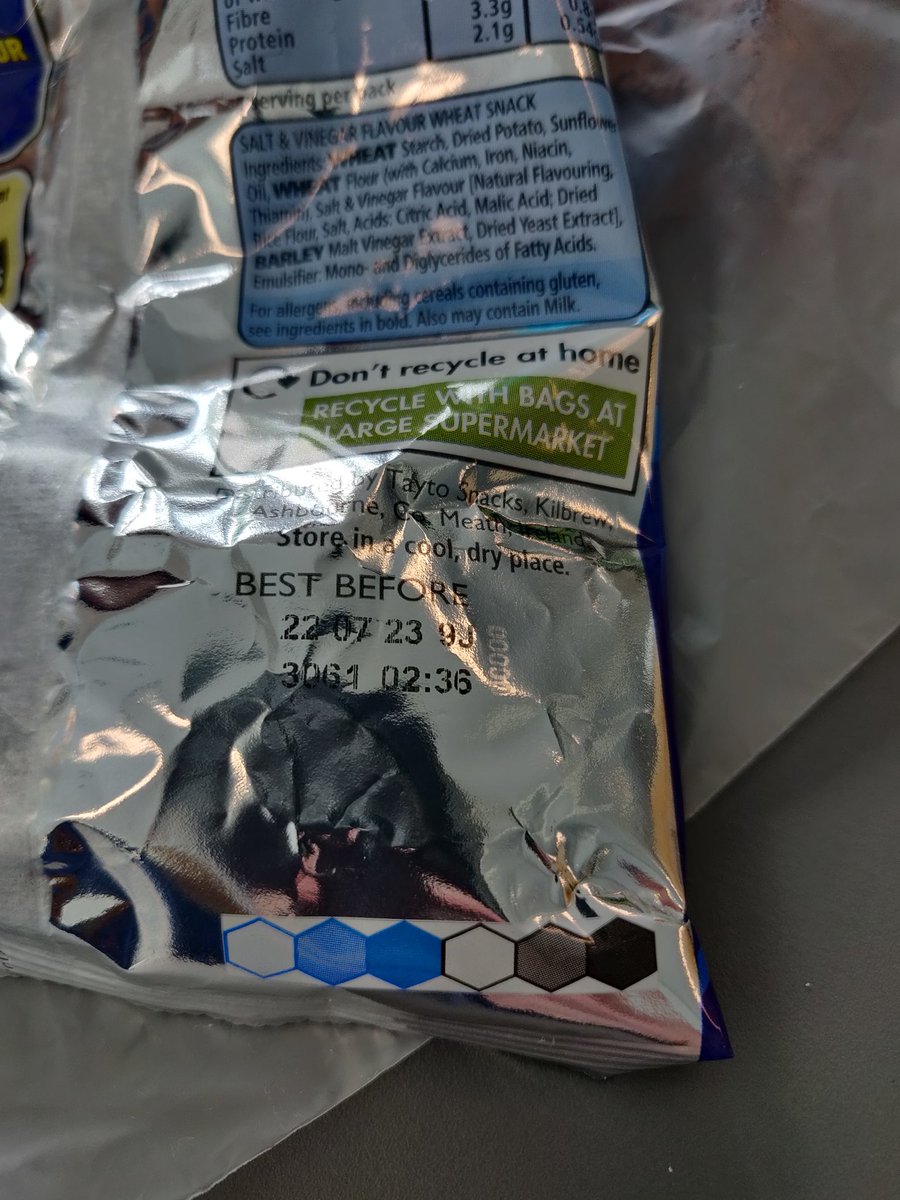 UR
Fibre
Protein
Salt
3.3g
2.1g
serving per pack
SALT & VINEGAR FLAVOUR WHEAT SNACK
Ingredients: WHEAT Starch, Dried Potato, Sunflower
Oil, WHEAT Flour (with Calcium, Iron, Niacin,
Thiamin), Salt & Vinegar Flavour [Natural Flavouring,
Rice Flour, Salt, Acids: Citric Acid, Malic Acid; Dried
BARLEY Malt Vinegar Extract, Dried Yeast Extract],
Emulsifier: Mono- and Diglycerides of Fatty Acids.
For allergens, including cereals containing gluten,
see ingredients in bold. Also may contain Milk.
Don't recycle at home
RECYCLE WITH BAGS AT
LARGE SUPERMARKET
Distributed by Tayto Snacks, Kilbrew,
Ashbourne, Co. Meath, Ireland
Store in a cool, dry place.
BEST BEFORE
22 07 23 9J
3061 02:36